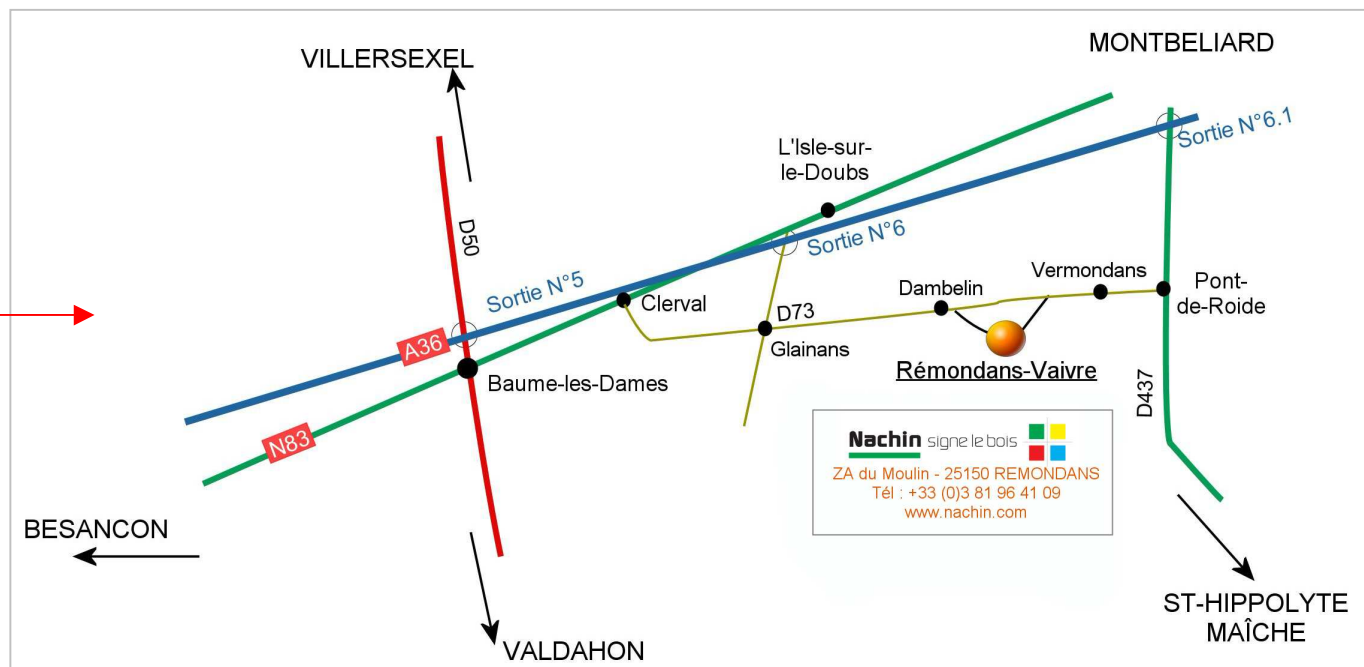 MONTBELIARD
VILLERSEXEL
Sortie N°6.1
L'Isle-sur-
le-Doubs
D50
Sortie N°6
Sortie N°5
Vermondans
Pont-
de-Roide
Dambelin
Clerval
D73
A36
Glainans
Rémondans-Vaivre
Baume-les-Dames
D437
N83
Nachin signe le bois
ZA du Moulin - 25150 REMONDANS
Tél : +33 (0)3 81 96 41 09
www.nachin.com
BESANCON
ST-HIPPOLYTE
MAÎCHE
VALDAHON